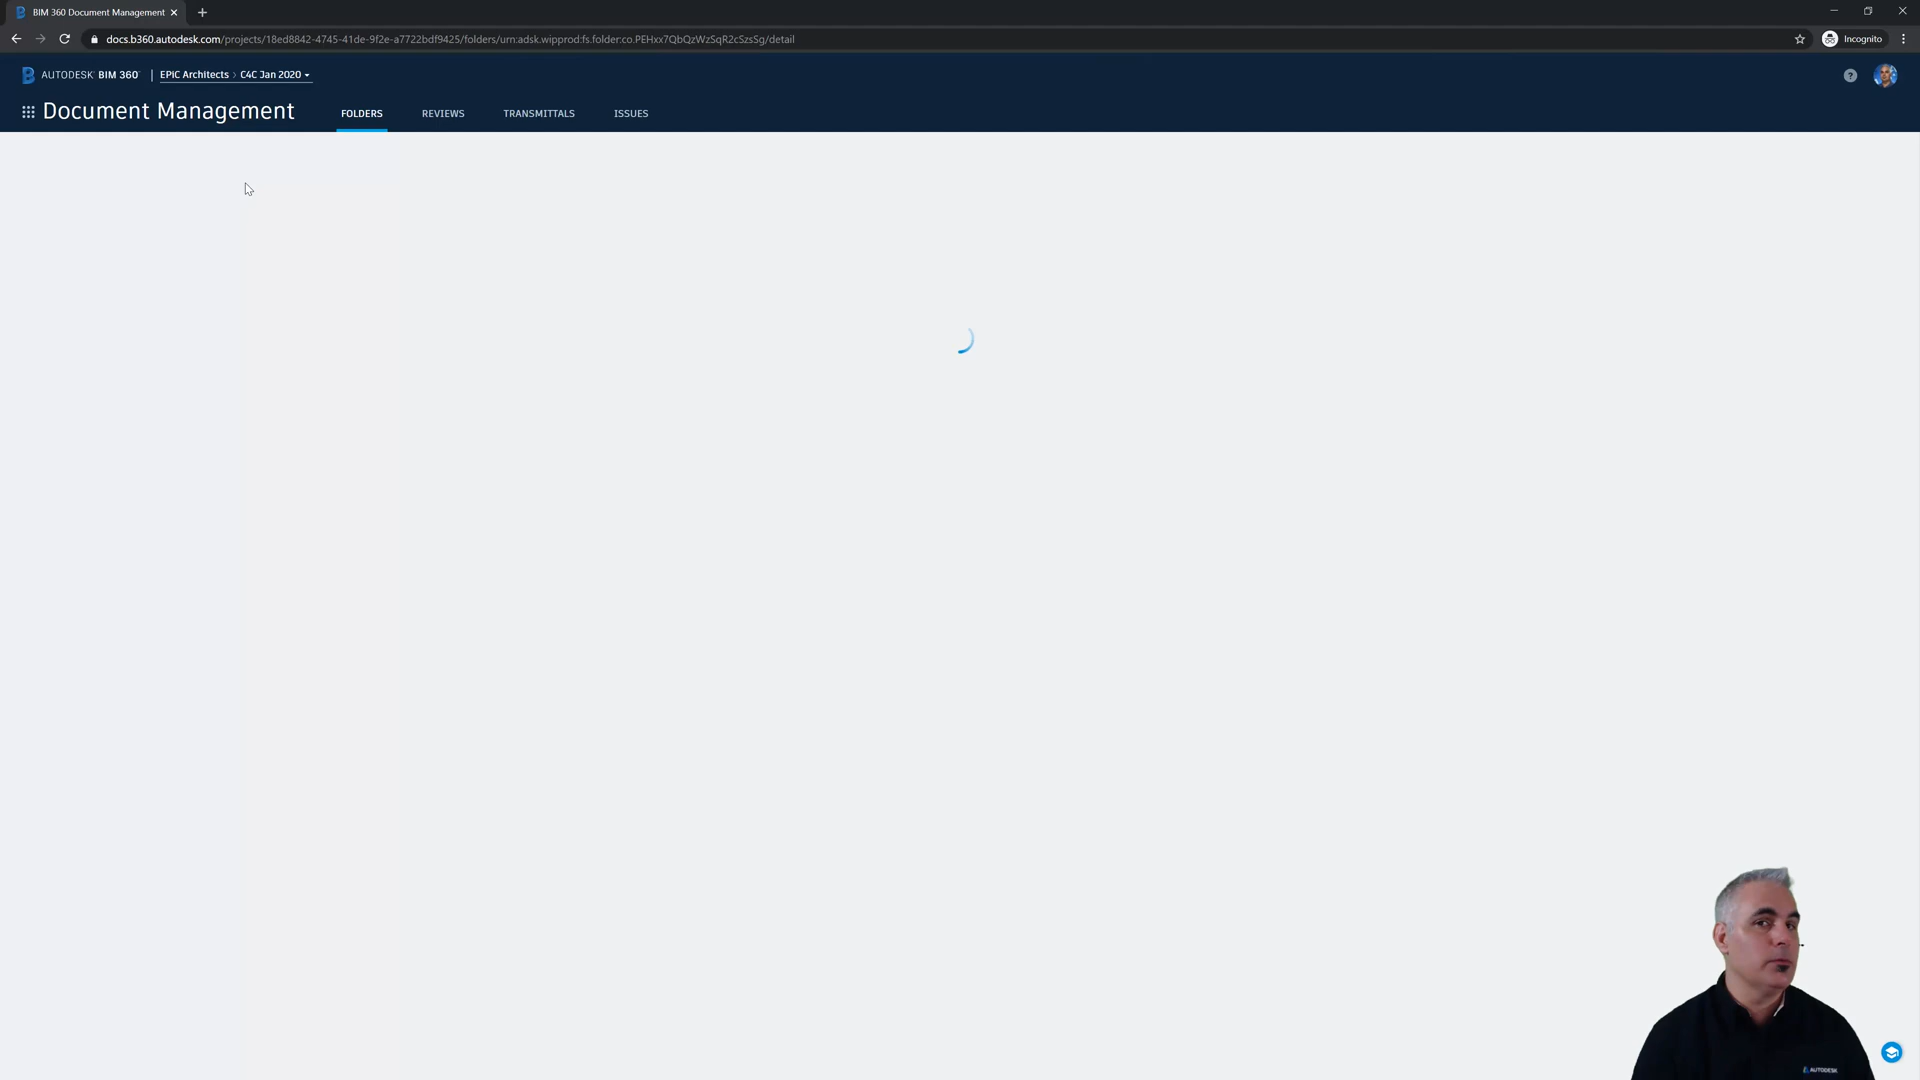 BIM 360 Document Management
docs.b360.autodesk.com/projects/18ed8842-4745-41de-9f2e-a7722bdf9425/folders/urn:adsk.wipprod:fs.folder:co.PEHxx7QbQzWzSqR2cSzsSg/detail
Incognito
AUTODESK BIM 360 | EPiC Architects > C4C Jan 2020
?
Document Management FOLDERS REVIEWS TRANSMITTALS ISSUES
AUTODESK